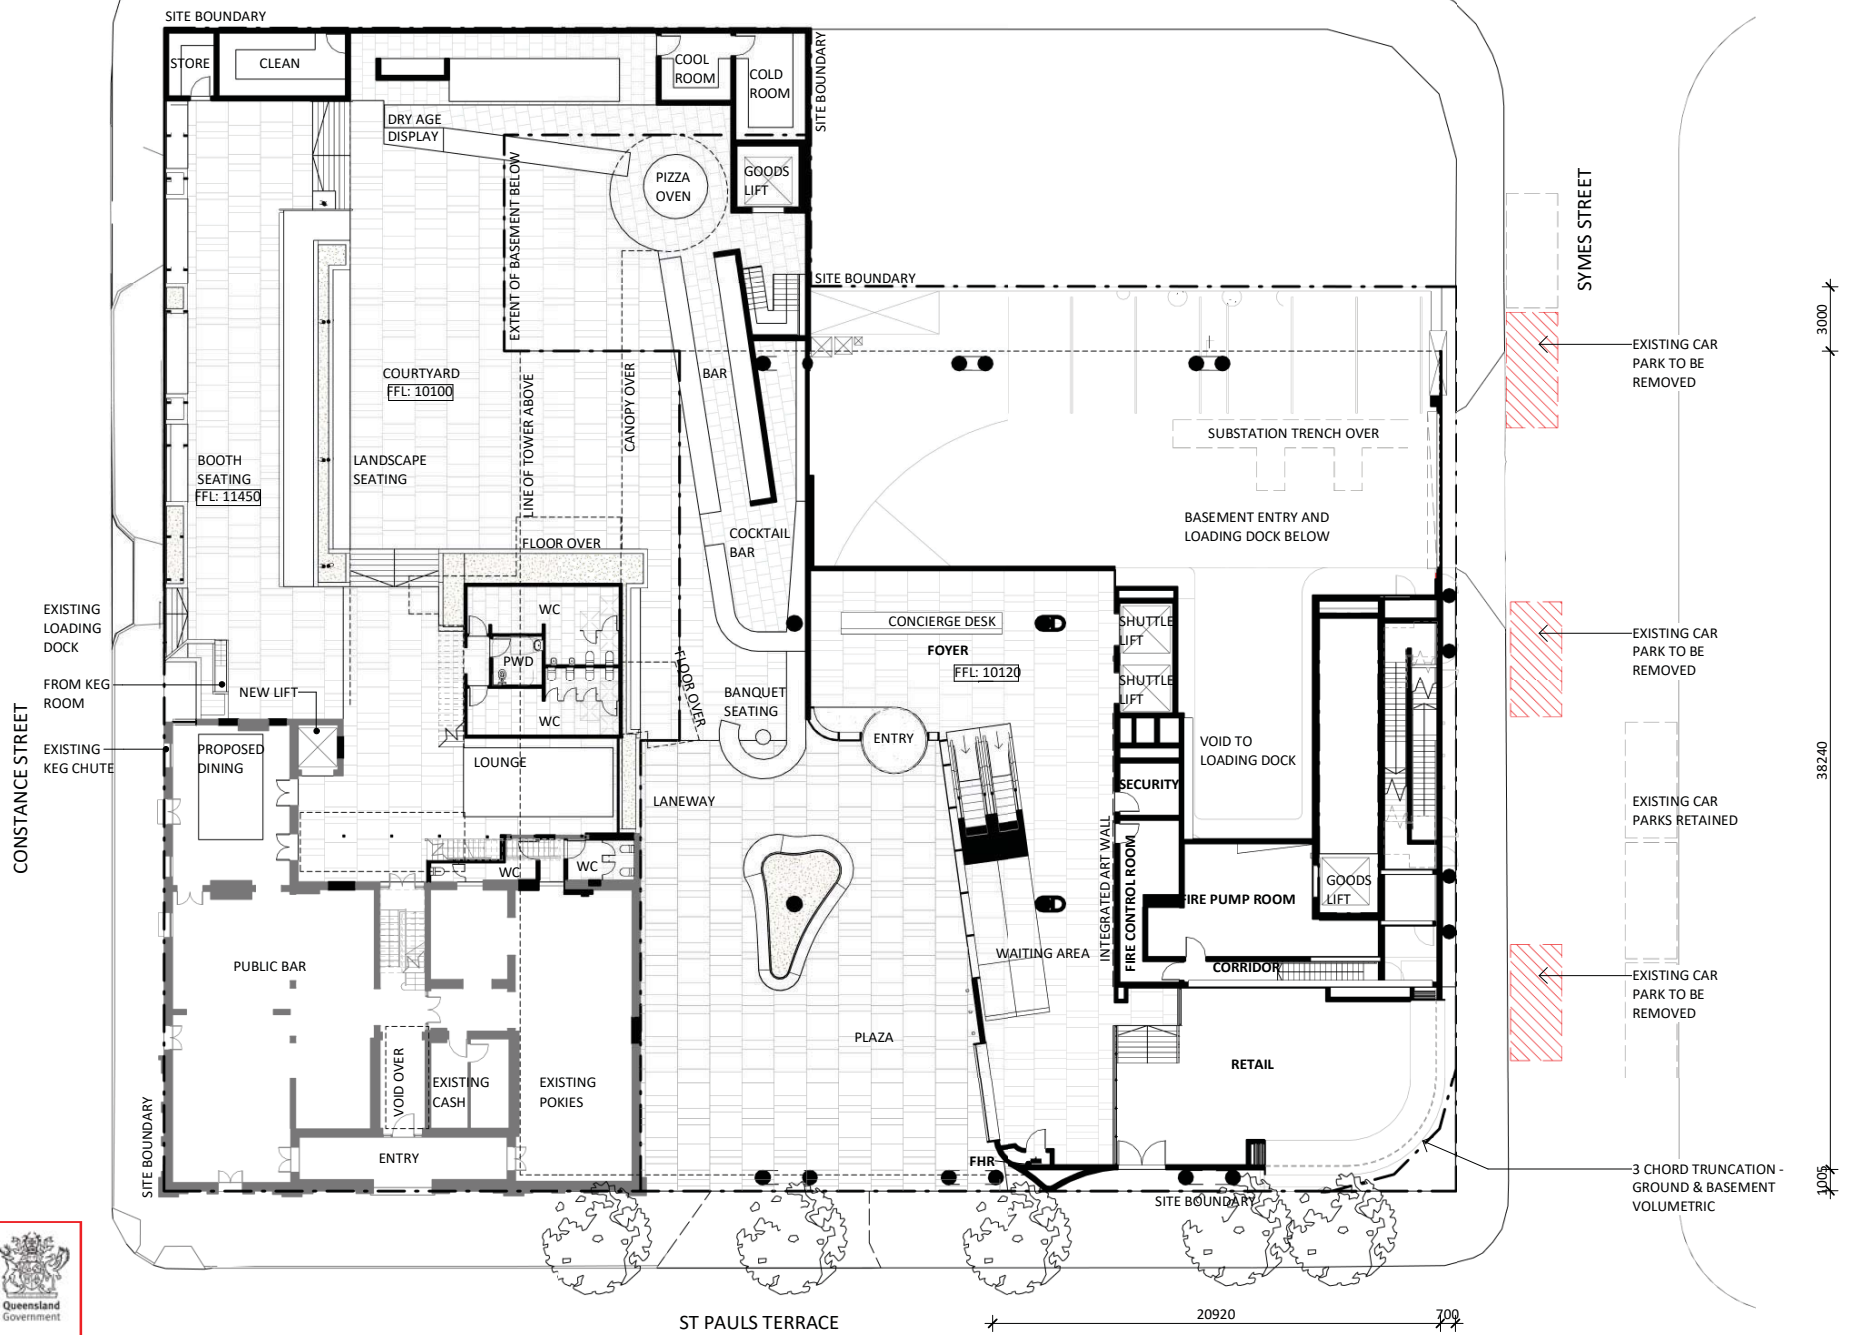 SITE BOUNDARY
STORE
CLEAN
COOL
ROOM
COLD
ROOM
SITE BOUNDARY
DRY AGE
DISPLAY
EXTENT OF BASEMENT BELOW
PIZZA
OVEN
GOODS
LIFT
SYMES STREET
SITE BOUNDARY
3000
EXISTING CAR
PARK TO BE
REMOVED
COURTYARD
FFL: 10100
LINE OF TOWER ABOVE
CANOPY OVER
BAR
SUBSTATION TRENCH OVER
BOOTH
SEATING
FFL: 11450
LANDSCAPE
SEATING
BASEMENT ENTRY AND
LOADING DOCK BELOW
FLOOR OVER
COCKTAIL
BAR
EXISTING
LOADING
DOCK
WC
PWD
WC
CONCIERGE DESK
FOYER
FFL: 10120
SHUTTLE
LIFT
SHUTTLE
LIFT
EXISTING CAR
PARK TO BE
REMOVED
FROM KEG
ROOM
NEW LIFT
FLOOR OVER
BANQUET
SEATING
CONSTANCE STREET
EXISTING
KEG CHUTE
PROPOSED
DINING
LOUNGE
ENTRY
VOID TO
LOADING DOCK
38240
SECURITY
LANEWAY
EXISTING CAR
PARKS RETAINED
WC
WC
INTEGRATED ART WALL
FIRE CONTROL ROOM
FIRE PUMP ROOM
GOODS
LIFT
PUBLIC BAR
WAITING AREA
CORRIDOR
EXISTING CAR
PARK TO BE
REMOVED
PLAZA
RETAIL
VOID OVER
EXISTING
CASH
EXISTING
POKIES
SITE BOUNDARY
ENTRY
FHR
3 CHORD TRUNCATION -
GROUND & BASEMENT
VOLUMETRIC
1005
SITE BOUNDARY
Queensland
Government
ST PAULS TERRACE
20920
700